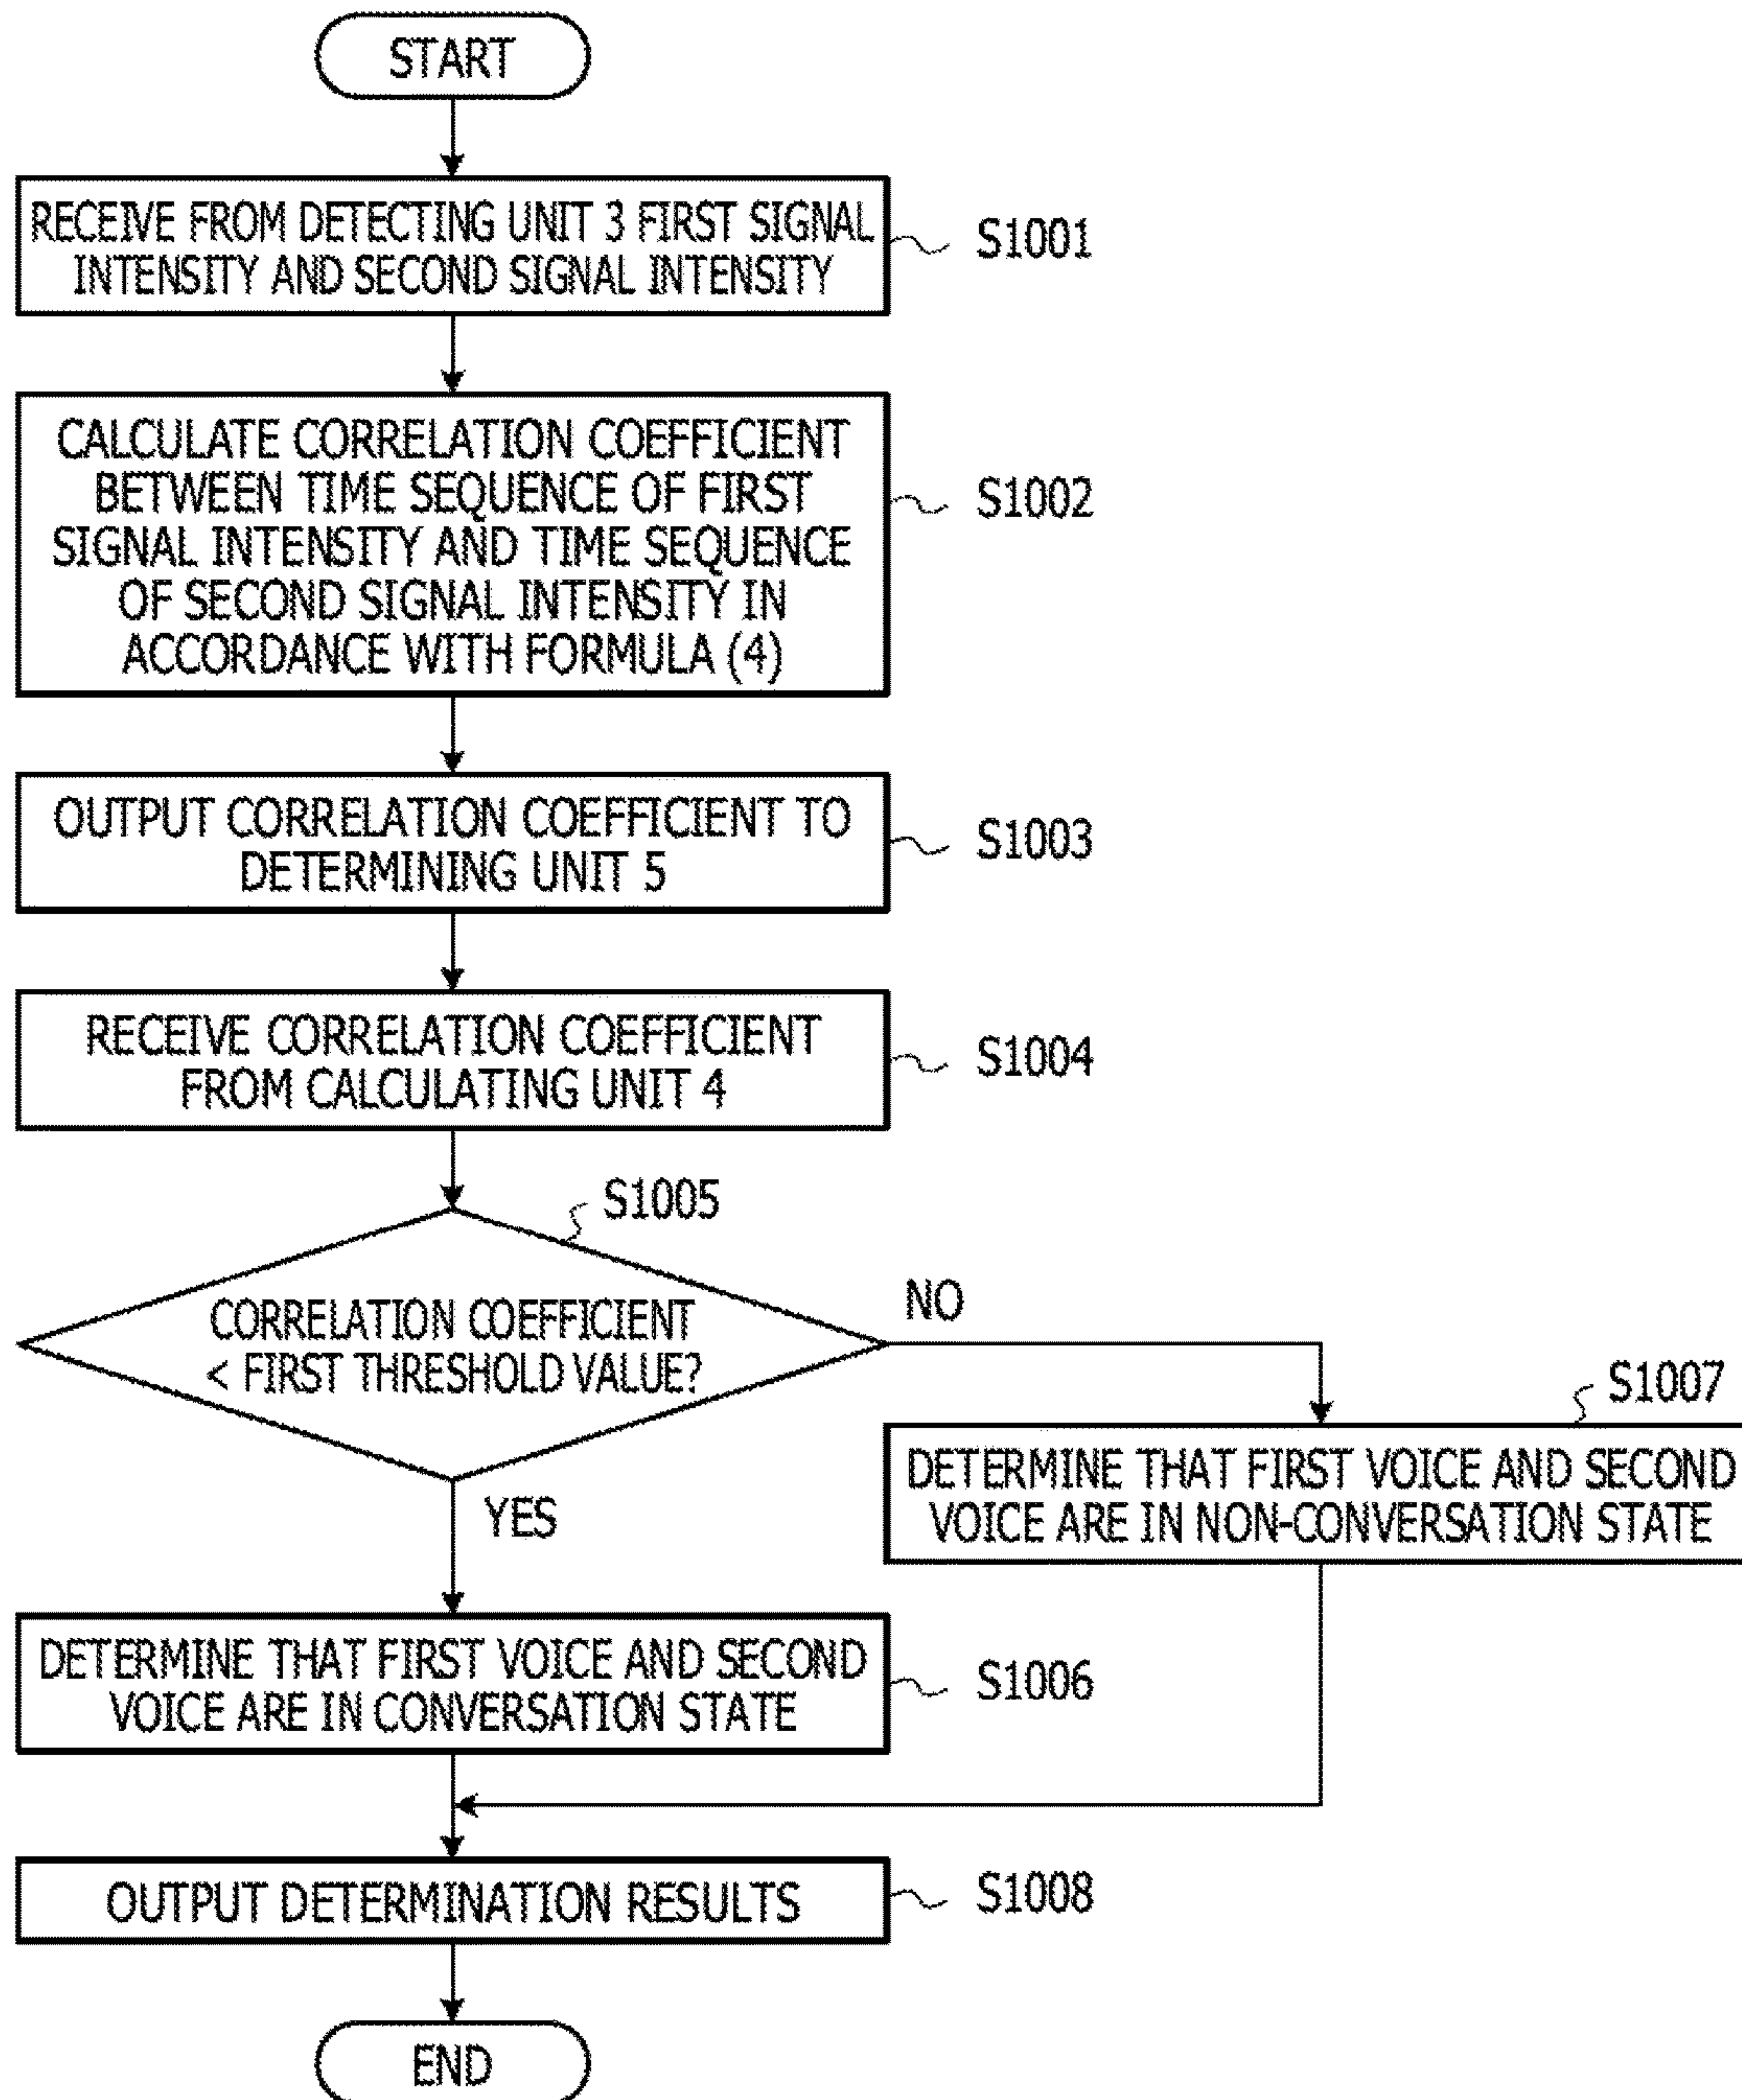 START
RECEIVE FROM DETECTING UNIT 3 FIRST SIGNAL
INTENSITY AND SECOND SIGNAL INTENSITY
S1001
CALCULATE CORRELATION COEFFICIENT
BETWEEN TIME SEQUENCE OF FIRST
SIGNAL INTENSITY AND TIME SEQUENCE
OF SECOND SIGNAL INTENSITY IN
ACCORDANCE WITH FORMULA (4)
S1002
OUTPUT CORRELATION COEFFICIENT TO
DETERMINING UNIT 5
S1003
RECEIVE CORRELATION COEFFICIENT
FROM CALCULATING UNIT 4
S1004
S1005
CORRELATION COEFFICIENT
< FIRST THRESHOLD VALUE?
NO
YES
S1007
DETERMINE THAT FIRST VOICE AND SECOND
VOICE ARE IN NON-CONVERSATION STATE
DETERMINE THAT FIRST VOICE AND SECOND
VOICE ARE IN CONVERSATION STATE
S1006
OUTPUT DETERMINATION RESULTS
S1008
END